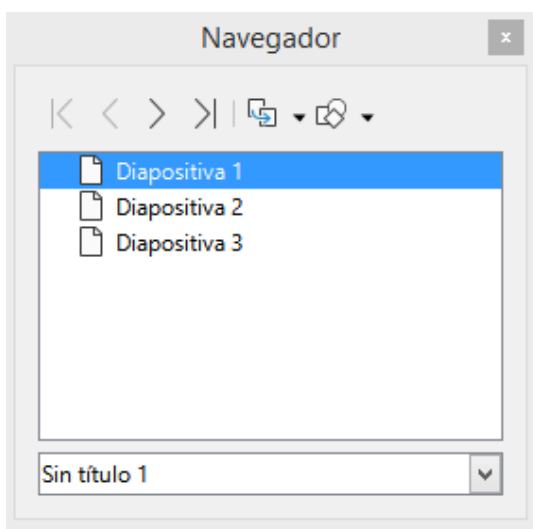 Navegador
Diapositiva 1
Diapositiva 2
Diapositiva 3
Sin título 1